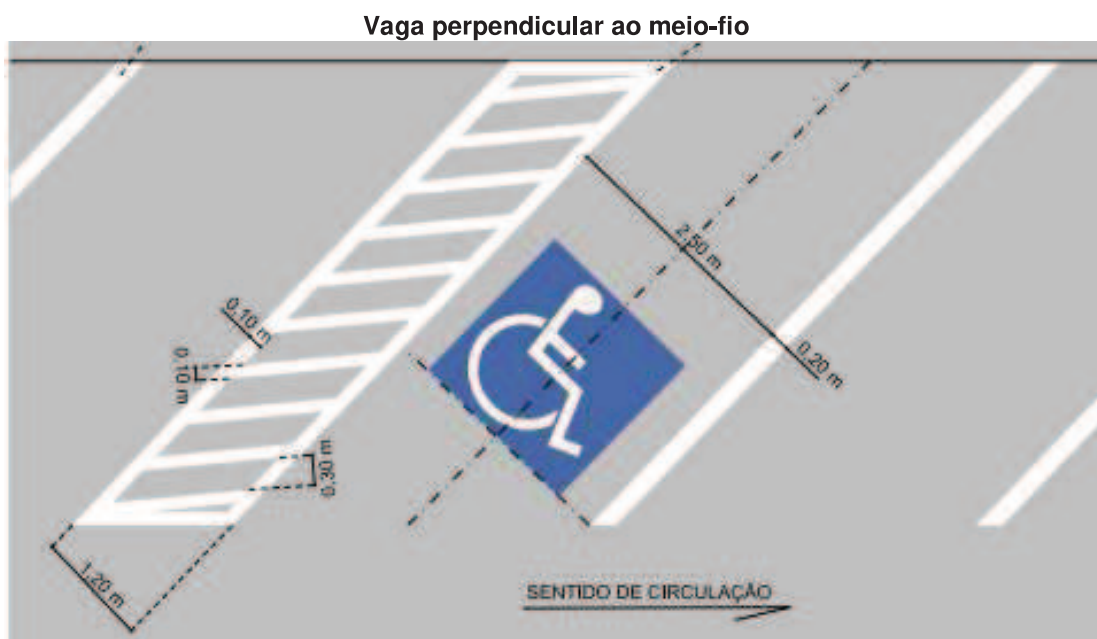 Vaga perpendicular ao meio-fio
2,50 m
0,10 m
0,10 m
0,20 m
0,30 m
1,20 m
SENTIDO DE CIRCULAÇÃO